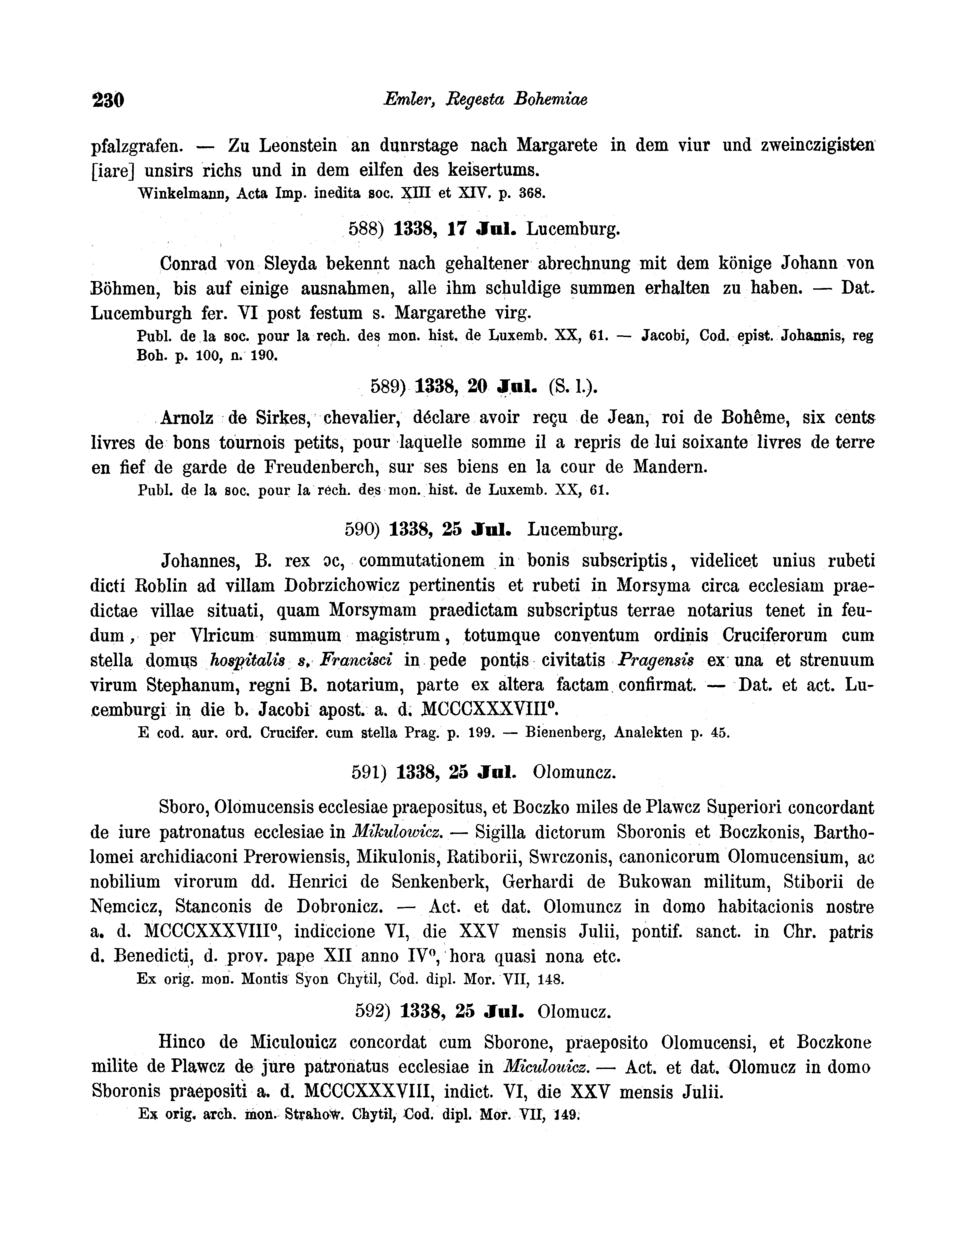 230 Emler, Regesta Bohemiae
pfalzgrafen. — Zu Leonstein an dunrstage nach Margarete in dem viur und zweinczigisten
[iare] unsirs richs und in dem eilfen des keisertums.
Winkelmann, Acta Imp. inedita soc. XIII et XIV. p. 368.
588) 1338, 17 Jul. Lucemburg.
Conrad von Sleyda bekennt nach gehaltener abrechnung mit dem könige Johann von
Böhmen, bis auf einige ausnahmen, alle ihm schuldige summen erhalten zu haben. — Dat.
Lucemburgh fer. VI post festum s. Margarethe virg.
Publ. de la soc. pour la rech. des mon. hist. de Luxemb. XX, 61. — Jacobi, Cod. epist. Johannis, reg
Boh. p. 100, n. 190.
589) 1338, 20 Jul. (S. l.).
Arnolz de Sirkes, chevalier, déclare avoir reçu de Jean, roi de Bohême, six cents
livres de bons tournois petits, pour laquelle somme il a repris de lui soixante livres de terre
en fief de garde de Freudenberch, sur ses biens en la cour de Mandern.
Publ. de la soc. pour la rech. des mon. hist. de Luxemb. XX, 61.
590) 1338, 25 Jul. Lucemburg.
Johannes, B. rex ɔc, commutationem in bonis subscriptis, videlicet unius rubeti
dicti Roblin ad villam Dobrzichowicz pertinentis et rubeti in Morsyma circa ecclesiam prae-
dictae villae situati, quam Morsymam praedictam subscriptus terrae notarius tenet in feu-
dum, per Vlricum summum magistrum, totumque conventum ordinis Cruciferorum cum
stella domus hospitalis s. Francisci in pede pontis civitatis Pragensis ex una et strenuum
virum Stephanum, regni B. notarium, parte ex altera factam confirmat. — Dat. et act. Lu-
cemburgi in die b. Jacobi apost. a. d. MCCCXXXVIII⁰.
E cod. aur. ord. Crucifer. cum stella Prag. p. 199. — Bienenberg, Analekten p. 45.
591) 1338, 25 Jul. Olomuncz.
Sboro, Olomucensis ecclesiae praepositus, et Boczko miles de Plawcz Superiori concordant
de iure patronatus ecclesiae in Mikulowicz. — Sigilla dictorum Sboronis et Boczkonis, Bartho-
lomei archidiaconi Prerowiensis, Mikulonis, Ratiborii, Swrczonis, canonicorum Olomucensium, ac
nobilium virorum dd. Henrici de Senkenberk, Gerhardi de Bukowan militum, Stiborii de
Nemcicz, Stanconis de Dobronicz. — Act. et dat. Olomuncz in domo habitacionis nostre
a. d. MCCCXXXVIII⁰, indiccione VI, die XXV mensis Julii, pontif. sanct. in Chr. patris
d. Benedicti, d. prov. pape XII anno IV⁰, hora quasi nona etc.
Ex orig. mon. Montis Syon Chytil, Cod. dipl. Mor. VII, 148.
592) 1338, 25 Jul. Olomucz.
Hinco de Miculouicz concordat cum Sborone, praeposito Olomucensi, et Boczkone
milite de Plawcz de jure patronatus ecclesiae in Miculouicz. — Act. et dat. Olomucz in domo
Sboronis praepositi a. d. MCCCXXXVIII, indict. VI, die XXV mensis Julii.
Ex orig. arch. mon. Strahow. Chytil, Cod. dipl. Mor. VII, 149.